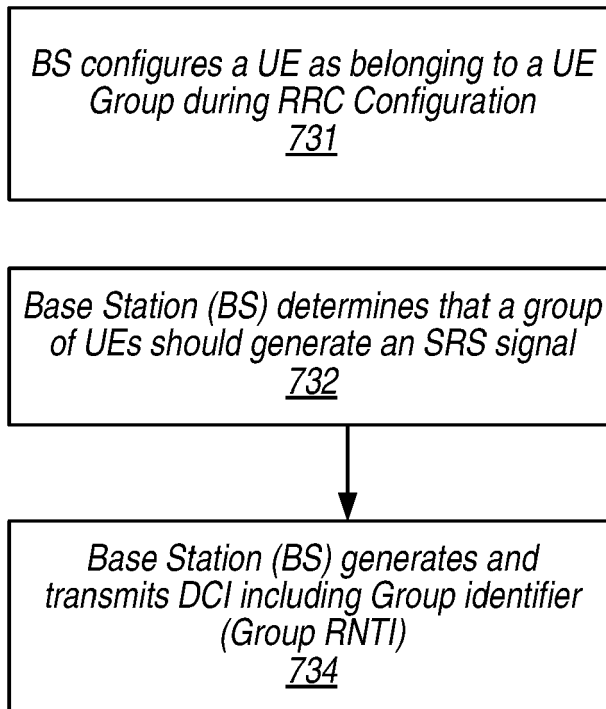 BS configures a UE as belonging to a UE
Group during RRC Configuration
731
Base Station (BS) determines that a group
of UEs should generate an SRS signal
732
Base Station (BS) generates and
transmits DCI including Group identifier
(Group RNTI)
734